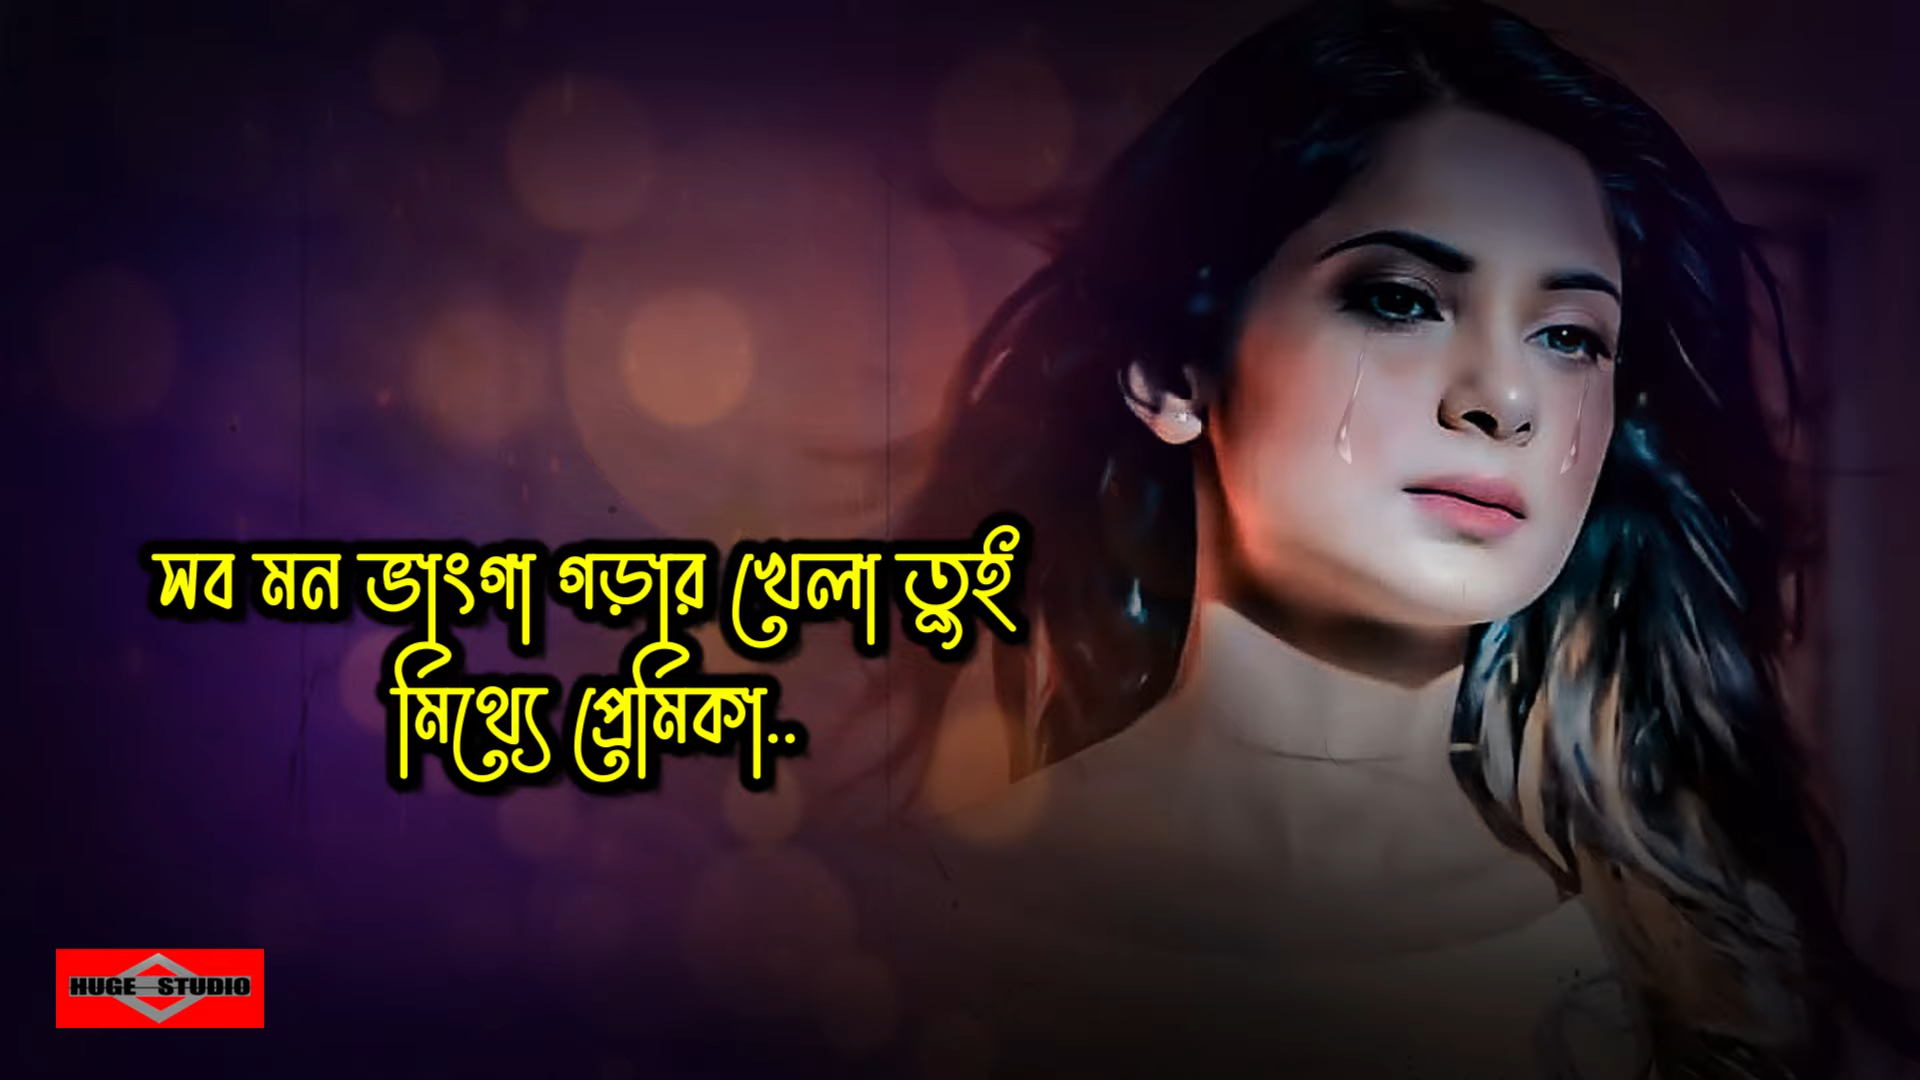 সব মন ভাংগা গড়ার খেলা তুই
মিথ্যে প্রেমিকা..
HUGE STUDIO